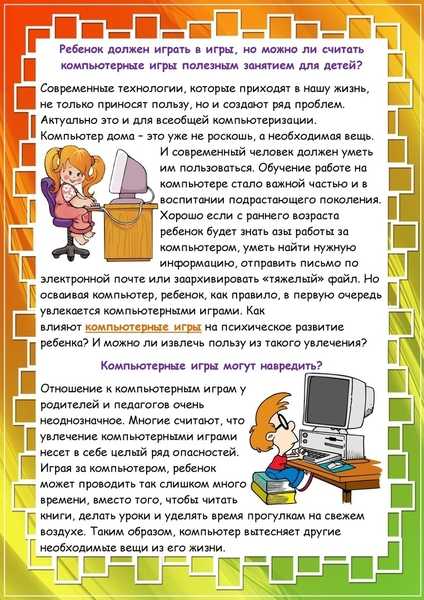 Ребенок должен играть в игры, но можно ли считать
компьютерные игры полезным занятием для детей?
Современные технологии, которые приходят в нашу жизнь,
не только приносят пользу, но и создают ряд проблем.
Актуально это и для всеобщей компьютеризации.
Компьютер дома – это уже не роскошь, а необходимая вещь.
И современный человек должен уметь
им пользоваться. Обучение работе на
компьютере стало важной частью и в
воспитании подрастающего поколения.
Хорошо если с раннего возраста
ребенок будет знать азы работы за
компьютером, уметь найти нужную
информацию, отправить письмо по
электронной почте или заархивировать «тяжелый» файл. Но
осваивая компьютер, ребенок, как правило, в первую очередь
увлекается компьютерными играми. Как
влияют компьютерные игры на психическое развитие
ребенка? И можно ли извлечь пользу из такого увлечения?
Компьютерные игры могут навредить?
Отношение к компьютерным играм у
родителей и педагогов очень
неоднозначное. Многие считают, что
увлечение компьютерными играми
несет в себе целый ряд опасностей.
Играя за компьютером, ребенок
может проводить так слишком много
времени, вместо того, чтобы читать
книги, делать уроки и уделять время прогулкам на свежем
воздухе. Таким образом, компьютер вытесняет другие
необходимые вещи из его жизни.